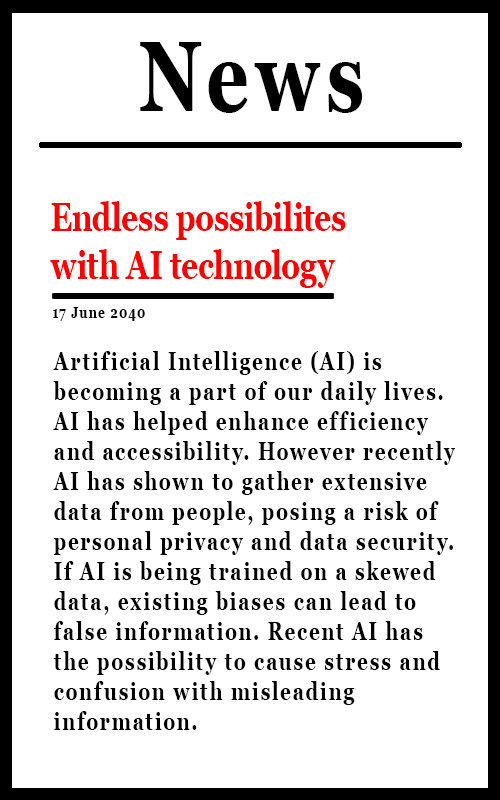 News
Endless possibilites
with AI technology
17 June 2040
Artificial Intelligence (AI) is
becoming a part of our daily lives.
AI has helped enhance efficiency
and accessibility. However recently
AI has shown to gather extensive
data from people, posing a risk of
personal privacy and data security.
If AI is being trained on a skewed
data, existing biases can lead to
false information. Recent AI has
the possibility to cause stress and
confusion with misleading
information.